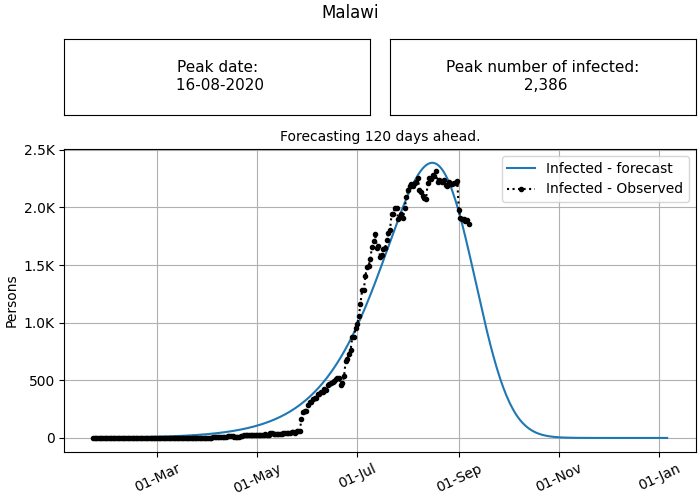 Malawi
Peak date:
16-08-2020
Peak number of infected:
2,386
Forecasting 120 days ahead.
2.5K
2.0K
1.5K
1.0K
500
0
Persons
Infected - forecast
Infected - Observed
01-Mar
01-May
01-Jul
01-Sep
01-Nov
01-Jan